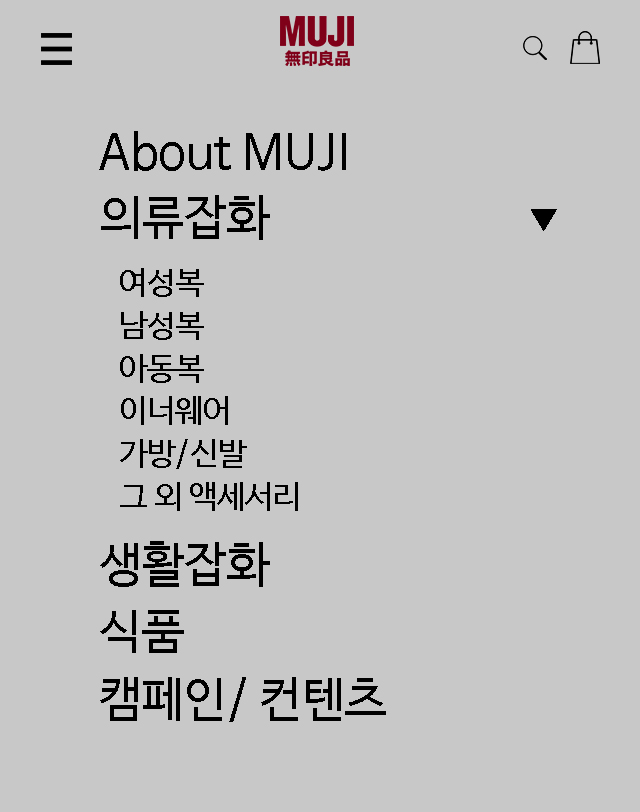 MUJI
無印良品
About MUJI
의류잡화
여성복
남성복
아동복
이너웨어
가방/신발
그 외 액세서리
생활잡화
식품
캠페인/ 컨텐츠